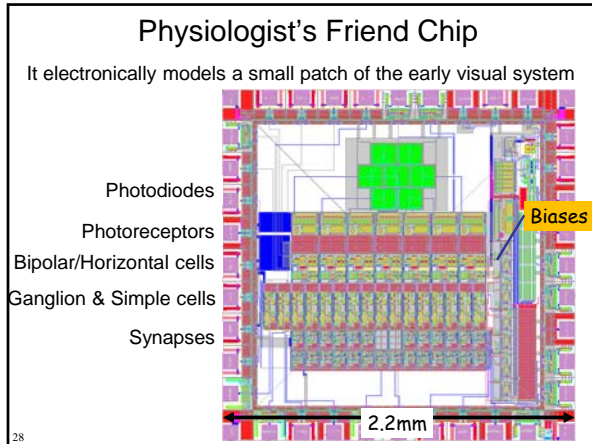 Physiologist's Friend Chip
It electronically models a small patch of the early visual system
Photodiodes
Photoreceptors
Bipolar/Horizontal cells
Ganglion & Simple cells
Synapses
Biases
2.2mm
28